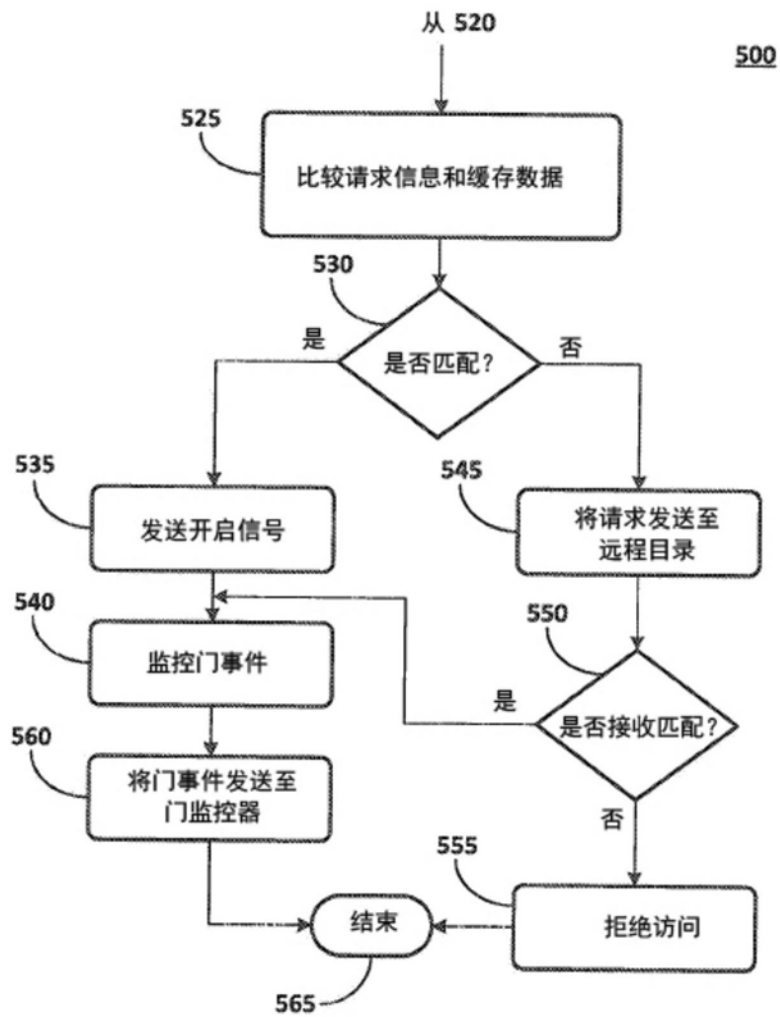 从 520
500
525
比较请求信息和缓存数据
530
是
是否匹配?
否
535
发送开启信号
545
将请求发送至
远程目录
540
监控门事件
550
是
是否接收匹配?
560
将门事件发送至
门监控器
否
555
拒绝访问
结束
565